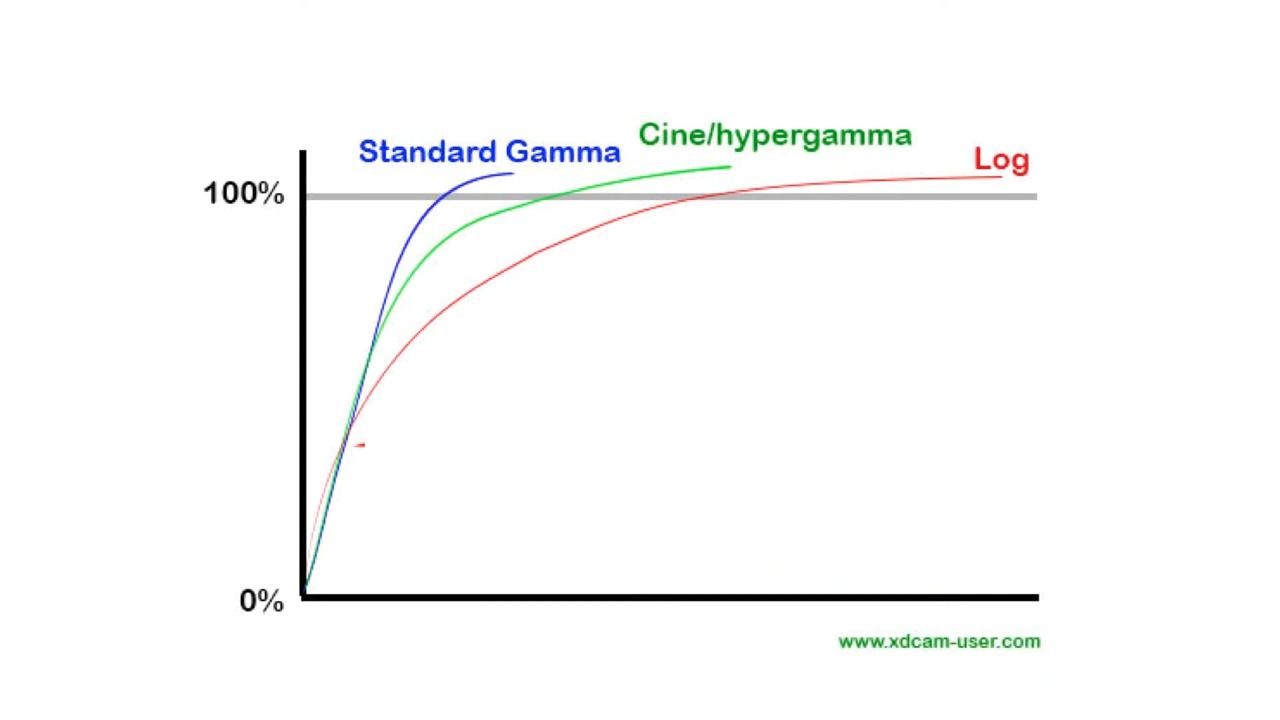 Cine/hypergamma
Standard Gamma
Log
100%
0%
www.xdcam-user.com